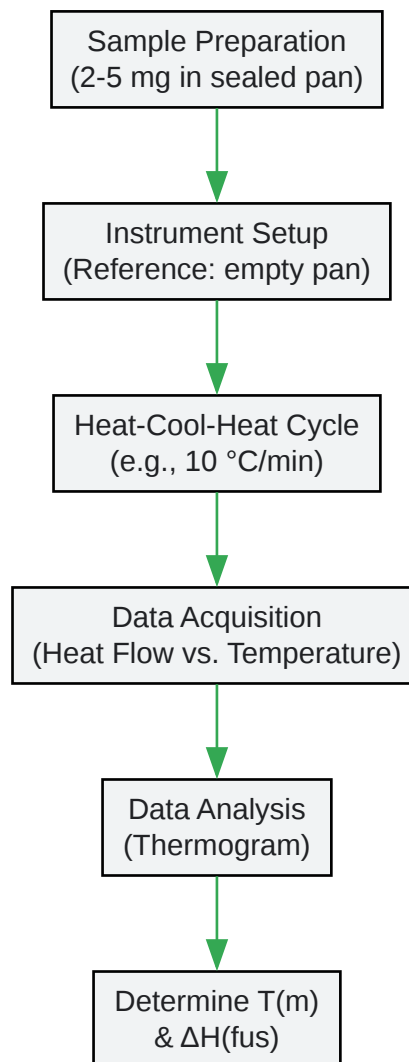 Sample Preparation
(2-5 mg in sealed pan)
Instrument Setup
(Reference: empty pan)
Heat-Cool-Heat Cycle
(e.g., 10 °C/min)
Data Acquisition
(Heat Flow vs. Temperature)
Data Analysis
(Thermogram)
Determine T(m)
& ΔH(fus)